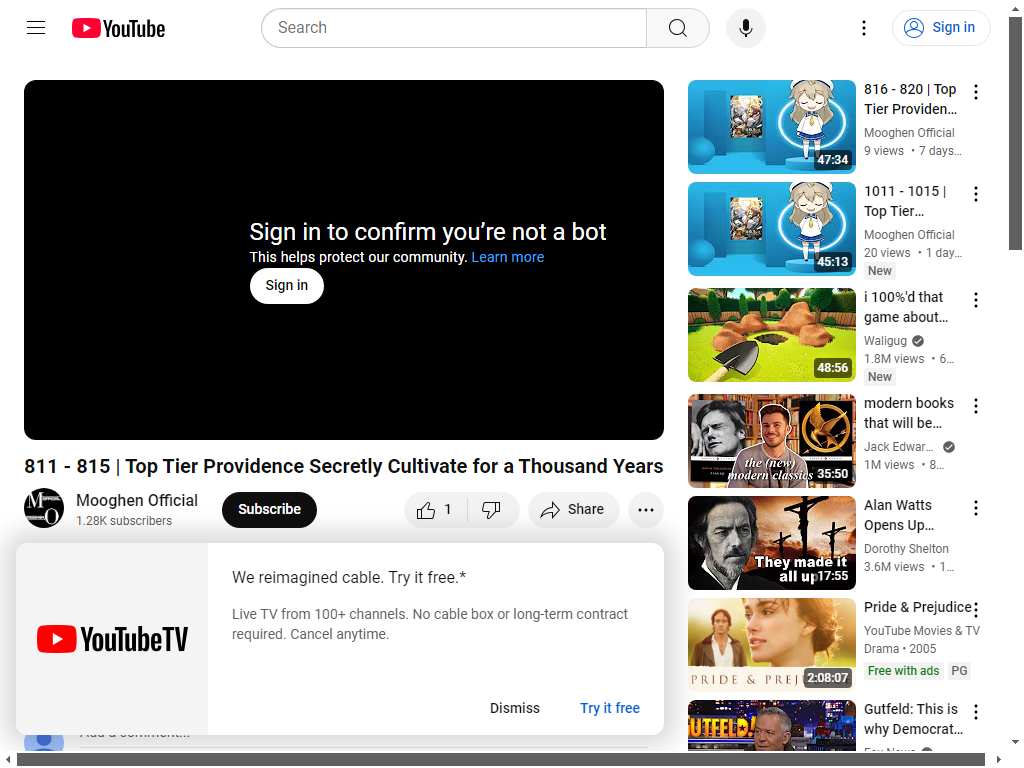 YouTube
Search
Sign in
Sign in to confirm you’re not a bot
This helps protect our community. Learn more
Sign in
811 - 815 | Top Tier Providence Secretly Cultivate for a Thousand Years
Mooghen Official
1.28K subscribers
Subscribe
1
Share
YouTubeTV
We reimagined cable. Try it free.*
Live TV from 100+ channels. No cable box or long-term contract
required. Cancel anytime.
Dismiss
Try it free
Add a comment...
816 - 820 | Top
Tier Providen...
Mooghen Official
9 views • 7 days...
47:34
1011 - 1015 |
Top Tier...
Mooghen Official
20 views • 1 day...
New
45:13
i 100%'d that
game about...
Waligug
1.8M views • 6...
New
48:56
modern books
that will be...
Jack Edwar...
1M views • 8...
the (new)
modern classics
35:50
Alan Watts
Opens Up...
Dorothy Shelton
3.6M views • 1...
They made it
all up
17:55
Pride & Prejudice
YouTube Movies & TV
Drama • 2005
Free with ads PG
PRIDE & PREJ
2:08:07
Gutfeld: This is
why Democrat...
Fox News
GUTFELD!